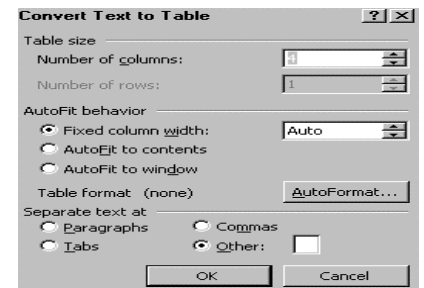 Convert Text to Table
Table size
Number of columns: 4
Number of rows: 1
AutoFit behavior
Fixed column width: Auto
AutoFit to contents
AutoFit to window
Table format (none) AutoFormat...
Separate text at
Paragraphs Commas
Tabs Other:
OK Cancel